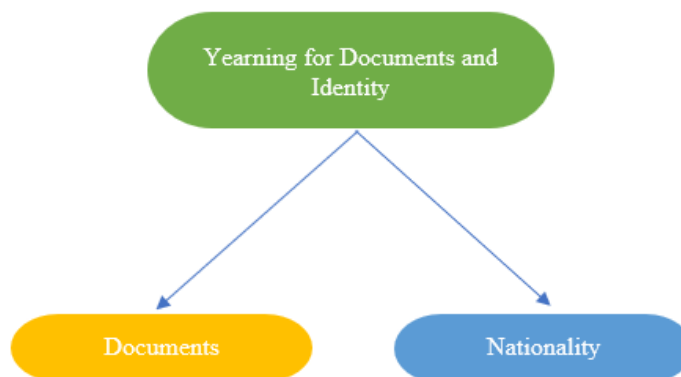 Yearning for Documents and
Identity
Documents
Nationality